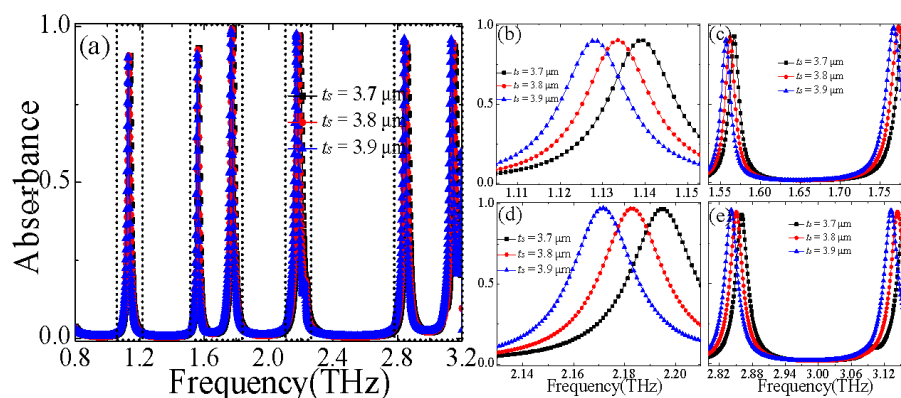 (a)
Absorbance
1.0
0.5
0.0
0.8 1.2 1.6 2.0 2.4 2.8 3.2
Frequency(THz)
ts = 3.7 μm
ts = 3.8 μm
ts = 3.9 μm
(b)
1.0
0.5
0.0
ts = 3.7 μm
ts = 3.8 μm
ts = 3.9 μm
1.11 1.12 1.13 1.14 1.15
(c)
ts = 3.7 μm
ts = 3.8 μm
ts = 3.9 μm
1.55 1.60 1.65 1.70 1.75
(d)
1.0
0.5
0.0
ts = 3.7 μm
ts = 3.8 μm
ts = 3.9 μm
2.14 2.15 2.16 2.17 2.18 2.19 2.20
Frequency(THz)
(e)
ts = 3.7 μm
ts = 3.8 μm
ts = 3.9 μm
2.82 2.88 2.94 3.00 3.06 3.12
Frequency(THz)